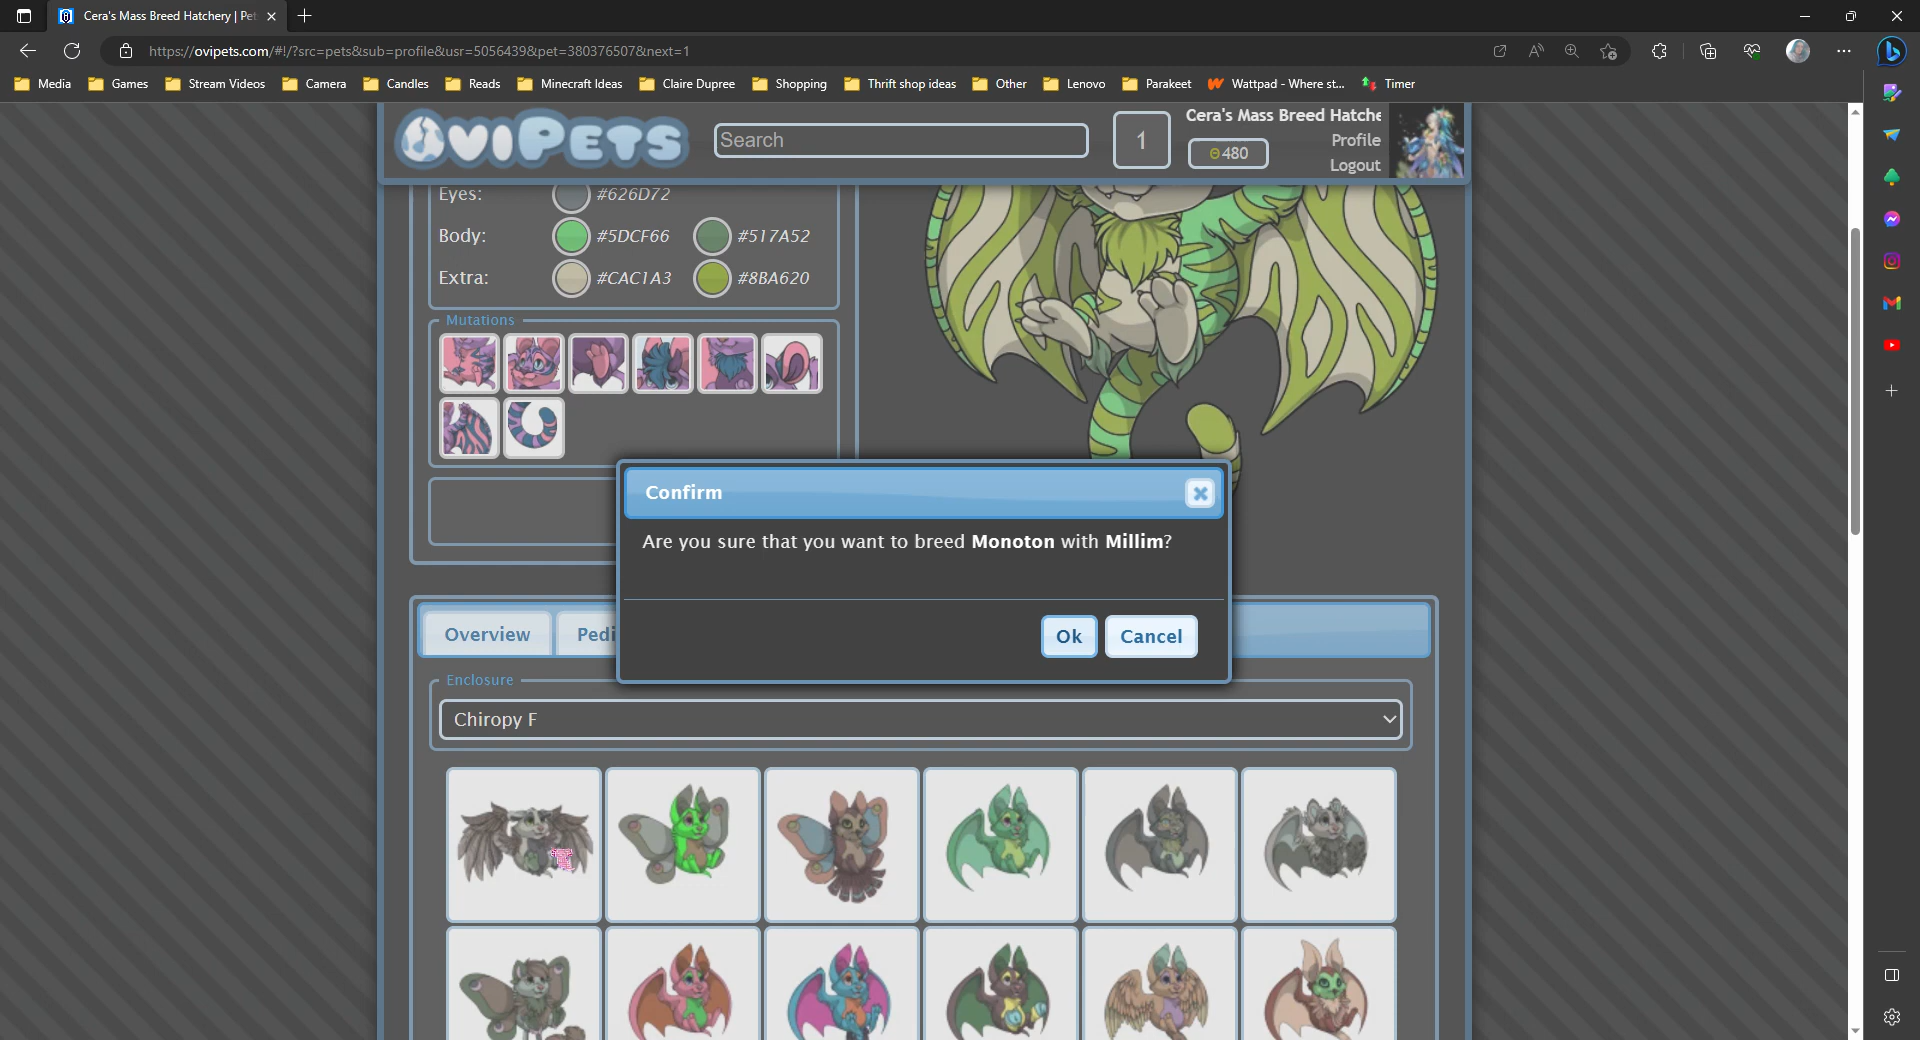 Cera's Mass Breed Hatchery | Pet
https://ovipets.com/#!/?src=pets&sub=profile&usr=5056439&pet=380376507&next=1
Media Games Stream Videos Camera Candles Reads Minecraft Ideas Claire Dupree Shopping Thrift shop ideas Other Lenovo Parakeet Wattpad - Where st... Timer
OviPets
Search
1
Cera's Mass Breed Hatche
480
Profile
Logout
Eyes: #626D72
Body: #5DCF66 #517A52
Extra: #CAC1A3 #8BA620
Mutations
Confirm
Are you sure that you want to breed Monoton with Millim?
Ok Cancel
Overview Pedi
Enclosure
Chiropy F